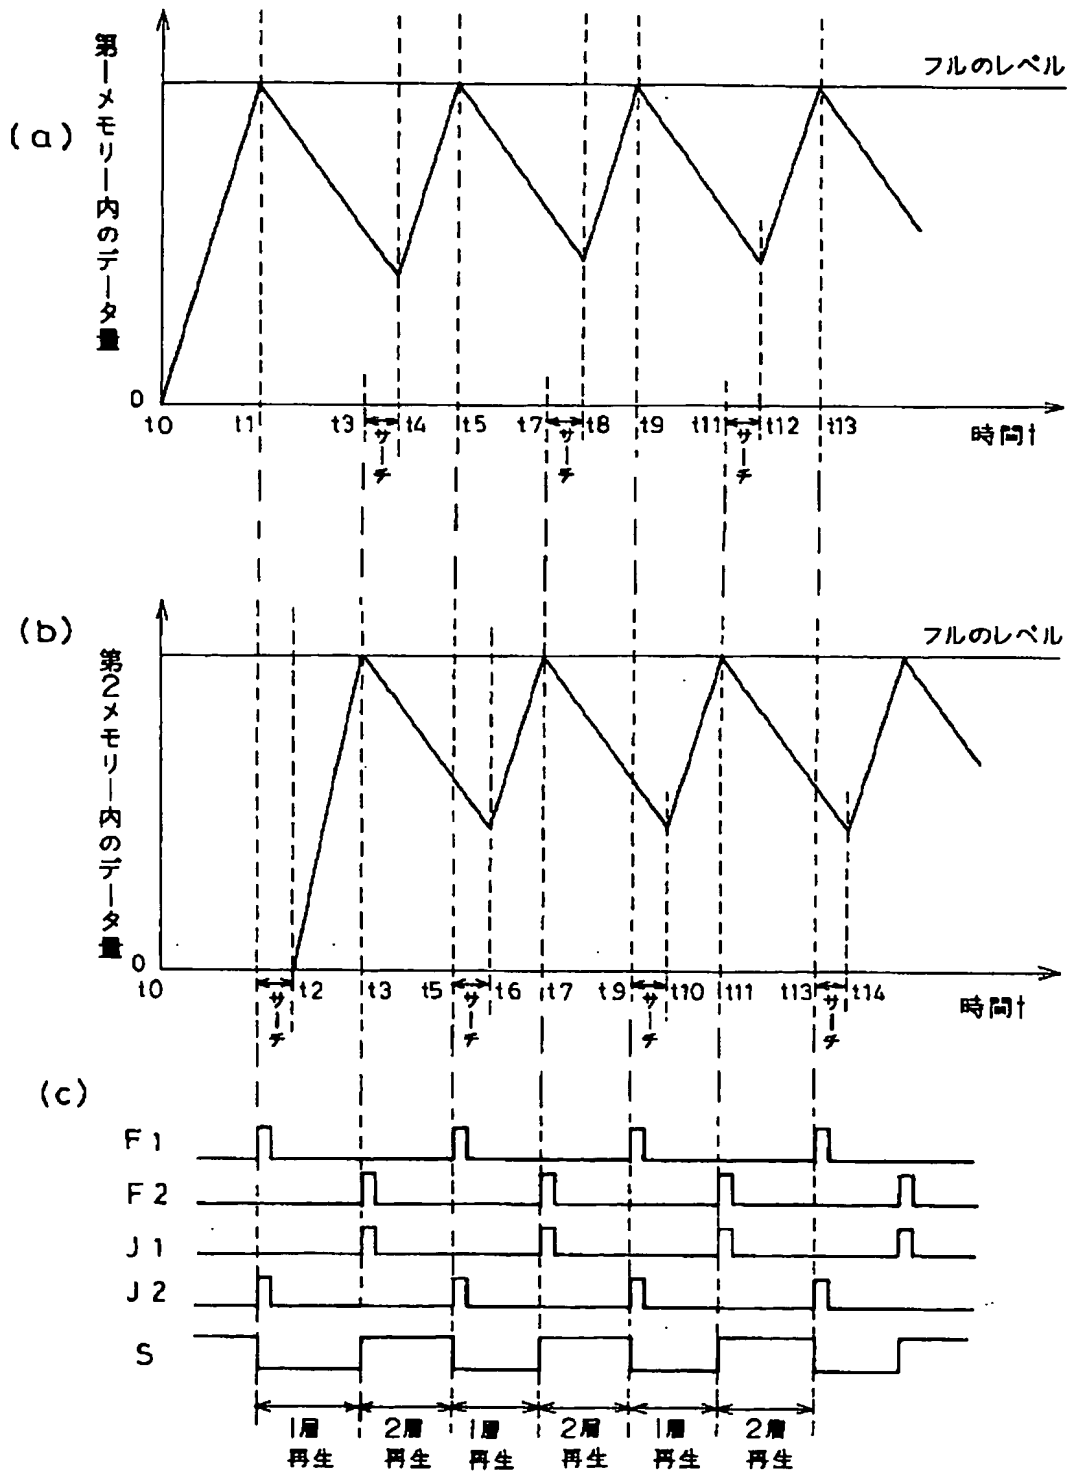 (a)
第一メモリー内のデータ量
フルのレベル
0
t0 t1 t3 t4 t5 t7 t8 t9 t11 t12 t13
サーチ サーチ サーチ
時間t
(b)
第2メモリー内のデータ量
フルのレベル
0
t0 t2 t3 t5 t6 t7 t9 t10 t11 t13 t14
サーチ サーチ サーチ サーチ
時間t
(c)
F1
F2
J1
J2
S
1層再生 2層再生 1層再生 2層再生 1層再生 2層再生